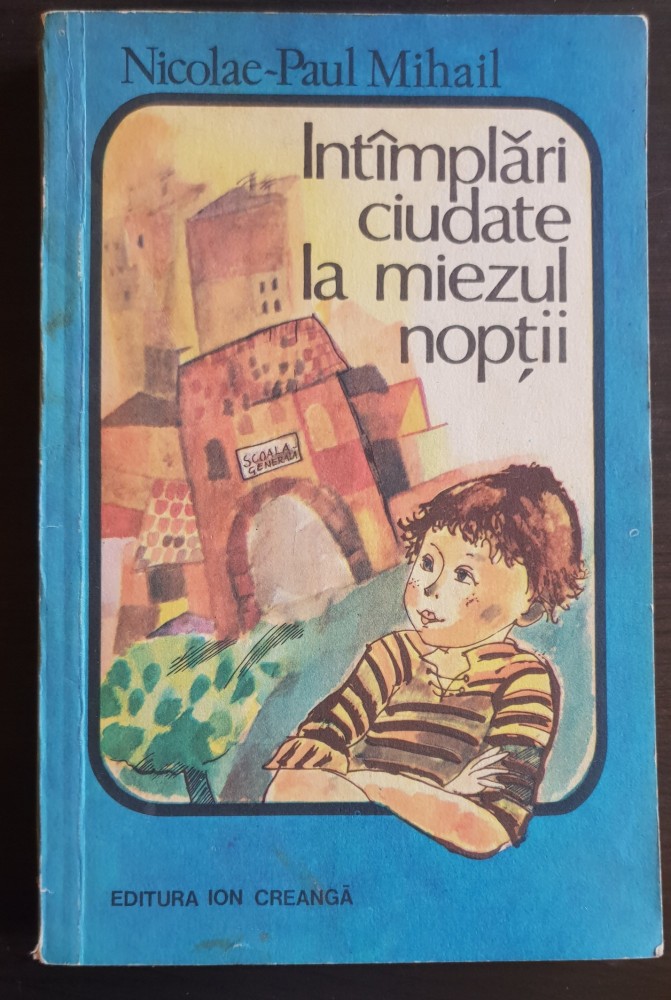 Nicolae-Paul Mihail
Intîmplări
ciudate
la miezul
nopții
ȘCOALA
GENERALĂ
EDITURA ION CREANGĂ